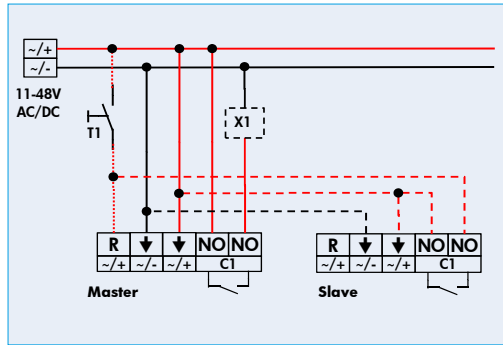 ~/+
~/-
11-48V
AC/DC
T1
X1
R NO NO
~/+ ~/- ~/+ C1
Master
R NO NO
~/+ ~/- ~/+ C1
Slave